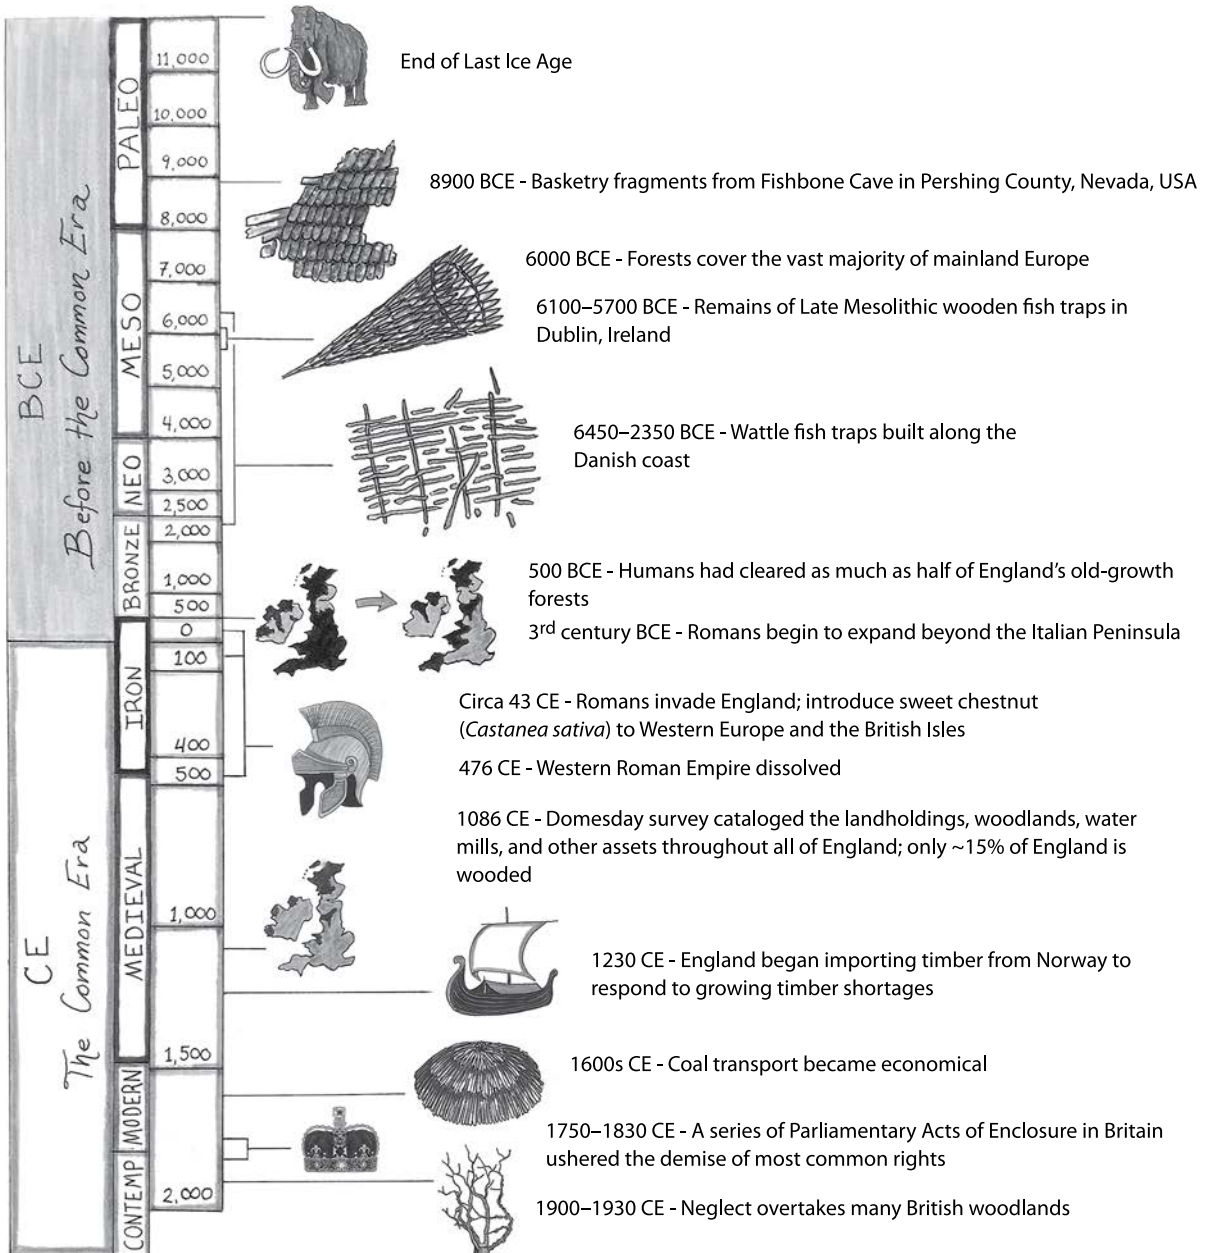 BCE
Before the Common Era
CE
The Common Era
PALEO
MESO
NEO
BRONZE
IRON
MEDIEVAL
MODERN
CONTEMP
11,000
10,000
9,000
8,000
7,000
6,000
5,000
4,000
3,000
2,500
2,000
1,000
500
0
100
400
500
1,000
1,500
2,000
End of Last Ice Age
8900 BCE - Basketry fragments from Fishbone Cave in Pershing County, Nevada, USA
6000 BCE - Forests cover the vast majority of mainland Europe
6100–5700 BCE - Remains of Late Mesolithic wooden fish traps in
Dublin, Ireland
6450–2350 BCE - Wattle fish traps built along the
Danish coast
500 BCE - Humans had cleared as much as half of England's old-growth
forests
3rd century BCE - Romans begin to expand beyond the Italian Peninsula
Circa 43 CE - Romans invade England; introduce sweet chestnut
(Castanea sativa) to Western Europe and the British Isles
476 CE - Western Roman Empire dissolved
1086 CE - Domesday survey cataloged the landholdings, woodlands, water
mills, and other assets throughout all of England; only ~15% of England is
wooded
1230 CE - England began importing timber from Norway to
respond to growing timber shortages
1600s CE - Coal transport became economical
1750–1830 CE - A series of Parliamentary Acts of Enclosure in Britain
ushered the demise of most common rights
1900–1930 CE - Neglect overtakes many British woodlands